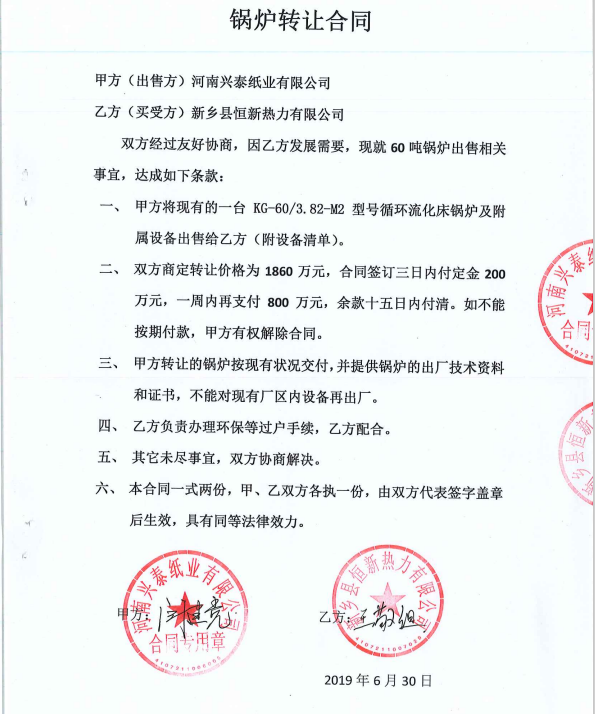 锅炉转让合同
甲方（出售方）河南兴泰纸业有限公司
乙方（买受方）新乡县恒新热力有限公司
双方经过友好协商，因乙方发展需要，现就60吨锅炉出售相关
事宜，达成如下条款：
一、 甲方将现有的一台 KG-60/3.82-M2 型号循环流化床锅炉及附
属设备出售给乙方（附设备清单）。
二、 双方商定转让价格为 1860 万元，合同签订三日内付定金 200
万元，一周内再支付 800 万元，余款十五日内付清。如不能
按期付款，甲方有权解除合同。
三、 甲方转让的锅炉按现有状况交付，并提供锅炉的出厂技术资料
和证书，不能对现有厂区内设备再出厂。
四、 乙方负责办理环保等过户手续，乙方配合。
五、 其它未尽事宜，双方协商解决。
六、 本合同一式两份，甲、乙双方各执一份，由双方代表签字盖章
后生效，具有同等法律效力。
河南兴泰纸
合同
新乡县恒新
河南兴泰纸业有限公司
甲方：
合同专用章
新乡县恒新热力有限公司
乙方：
2019 年 6 月 30 日